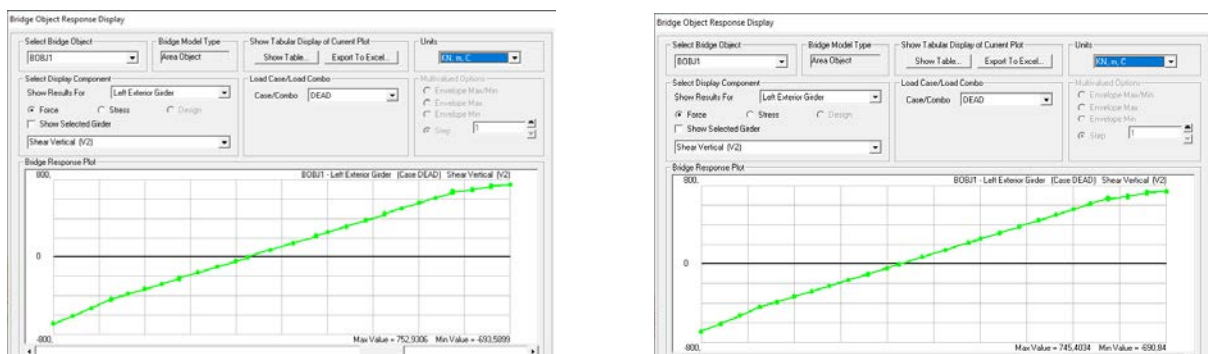 Bridge Object Response Display
Select Bridge Object
BOBJ1
Bridge Model Type
Area Object
Show Tabular Display of Current Plot
Show Table...
Export To Excel...
Units
KN, m, C
Select Display Component
Show Results For
Left Exterior Girder
Force
Stress
Design
Show Selected Girder
Shear Vertical (V2)
Load Case/Load Combo
Case/Combo
DEAD
Multivalued Options
Envelope Max/Min
Envelope Max
Envelope Min
Step
1
Bridge Response Plot
800,
BOBJ1 - Left Exterior Girder (Case DEAD) Shear Vertical (V2)
0
-800,
Max Value = 752,9306 Min Value = -693,5899
Bridge Object Response Display
Select Bridge Object
BOBJ1
Bridge Model Type
Area Object
Show Tabular Display of Current Plot
Show Table...
Export To Excel...
Units
KN, m, C
Select Display Component
Show Results For
Left Exterior Girder
Force
Stress
Design
Show Selected Girder
Shear Vertical (V2)
Load Case/Load Combo
Case/Combo
DEAD
Multivalued Options
Envelope Max/Min
Envelope Max
Envelope Min
Step
1
Bridge Response Plot
800,
BOBJ1 - Left Exterior Girder (Case DEAD) Shear Vertical (V2)
0
-800,
Max Value = 745,4034 Min Value = -690,84